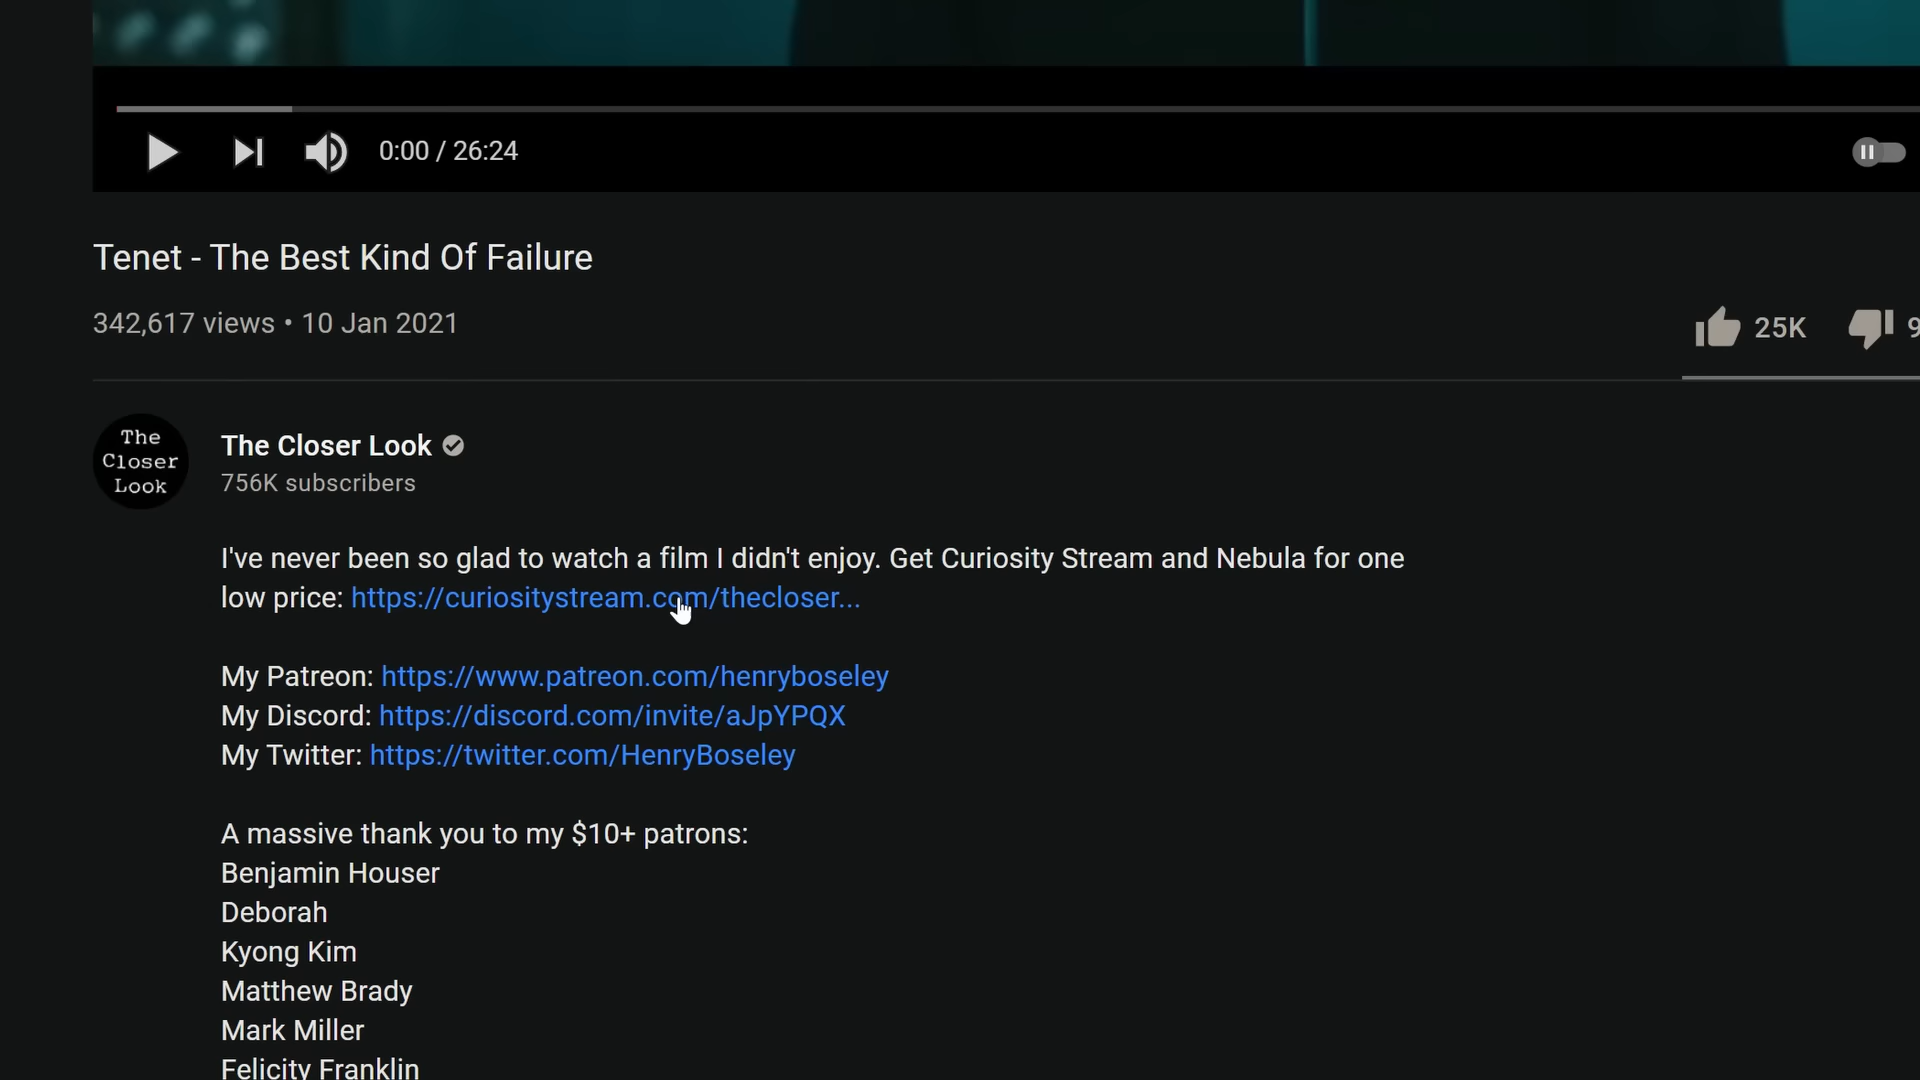 0:00 / 26:24
Tenet - The Best Kind Of Failure
342,617 views • 10 Jan 2021
25K
9
The
Closer
Look
The Closer Look
756K subscribers
I've never been so glad to watch a film I didn't enjoy. Get Curiosity Stream and Nebula for one
low price: https://curiositystream.com/thecloser...
My Patreon: https://www.patreon.com/henryboseley
My Discord: https://discord.com/invite/aJpYPQX
My Twitter: https://twitter.com/HenryBoseley
A massive thank you to my $10+ patrons:
Benjamin Houser
Deborah
Kyong Kim
Matthew Brady
Mark Miller
Felicity Franklin